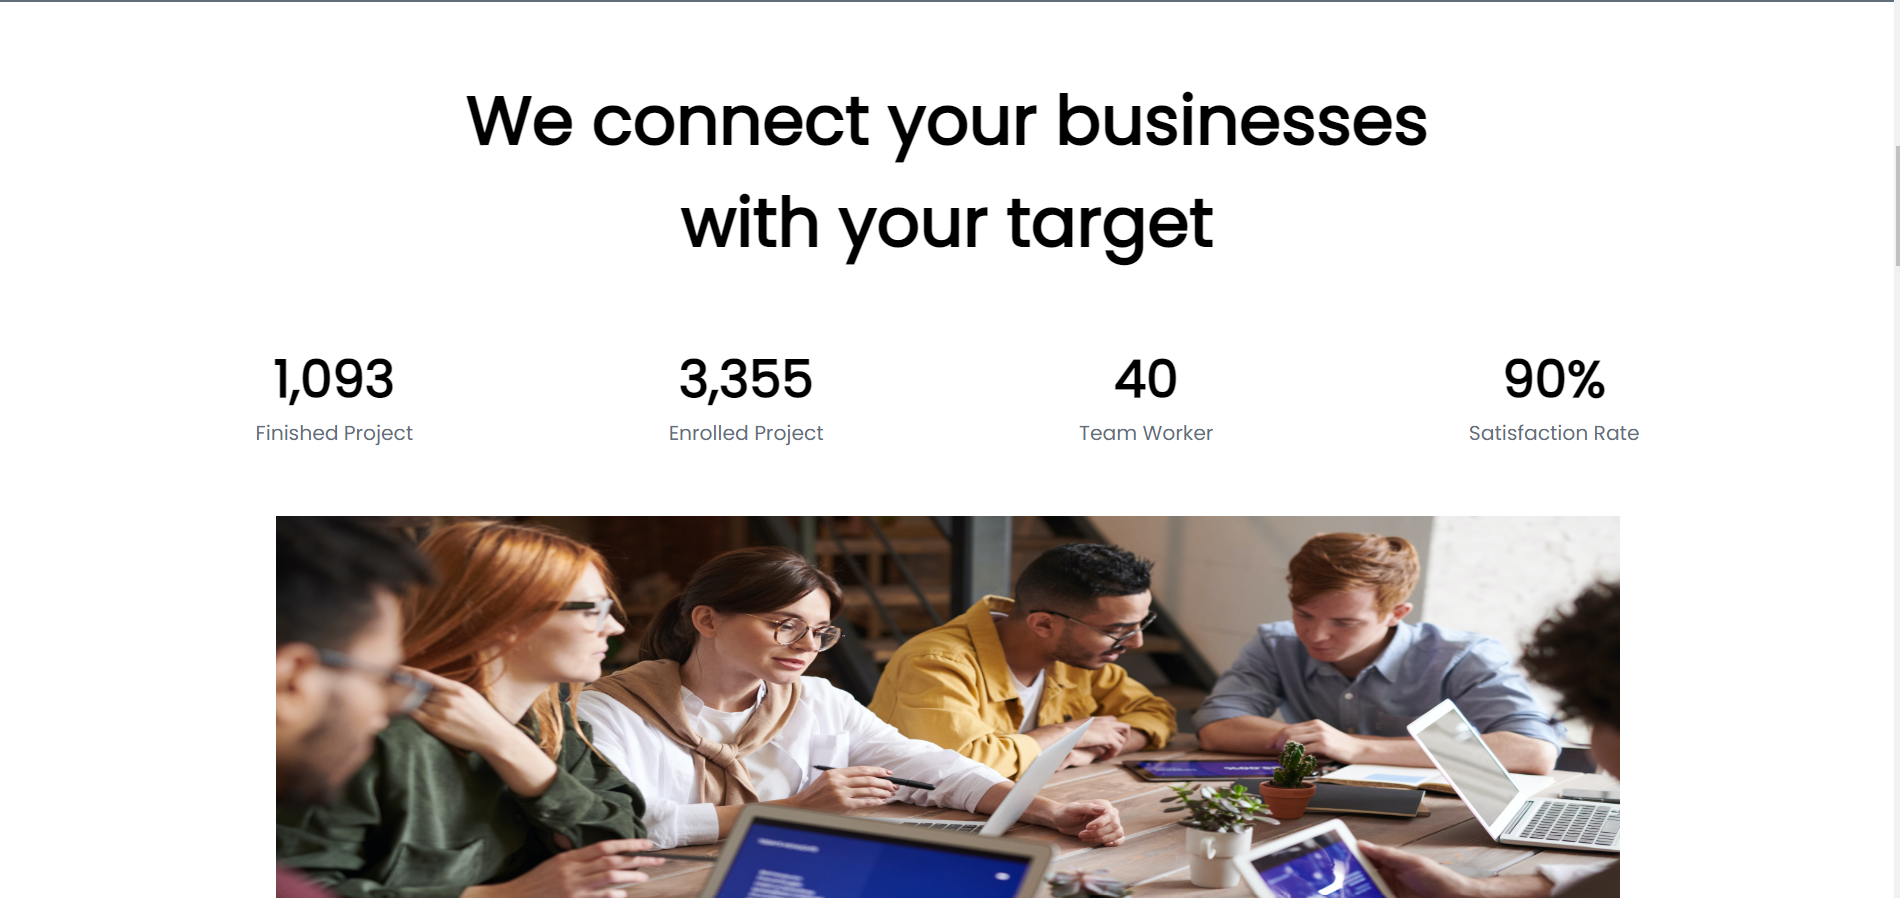 We connect your businesses
with your target
1,093
Finished Project
3,355
Enrolled Project
40
Team Worker
90%
Satisfaction Rate